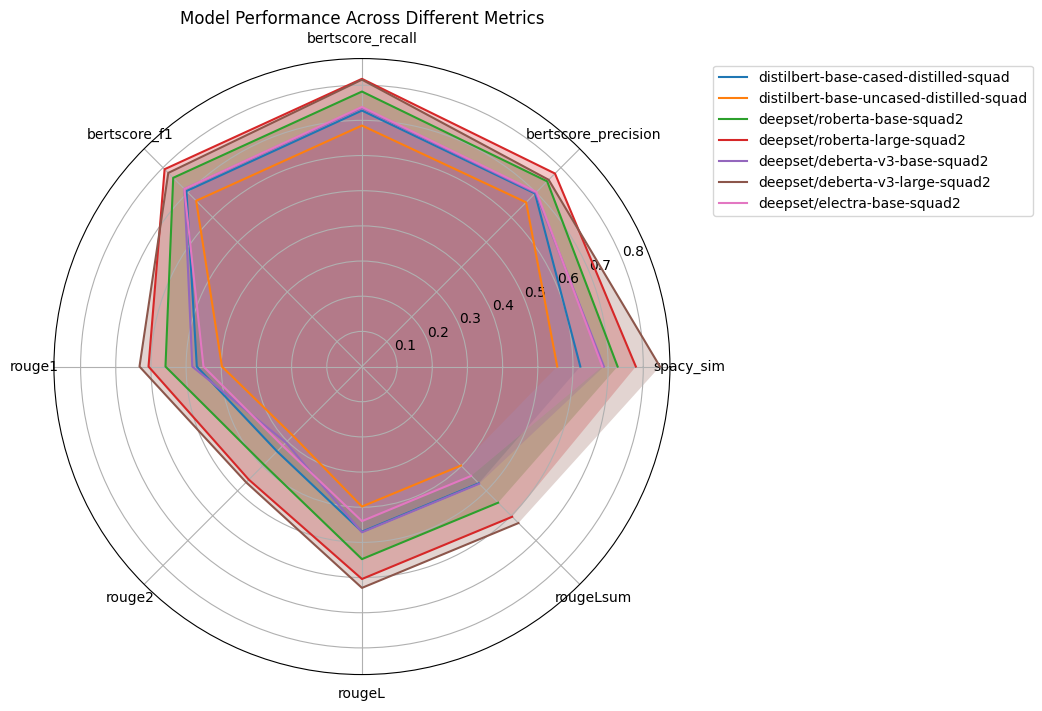 Model Performance Across Different Metrics
bertscore_recall
bertscore_f1
bertscore_precision
distilbert-base-cased-distilled-squad
distilbert-base-uncased-distilled-squad
deepset/roberta-base-squad2
deepset/roberta-large-squad2
deepset/deberta-v3-base-squad2
deepset/deberta-v3-large-squad2
deepset/electra-base-squad2
0.8
0.7
0.6
0.5
0.4
0.3
0.2
0.1
rouge1
spacy_sim
rouge2
rougeLsum
rougeL